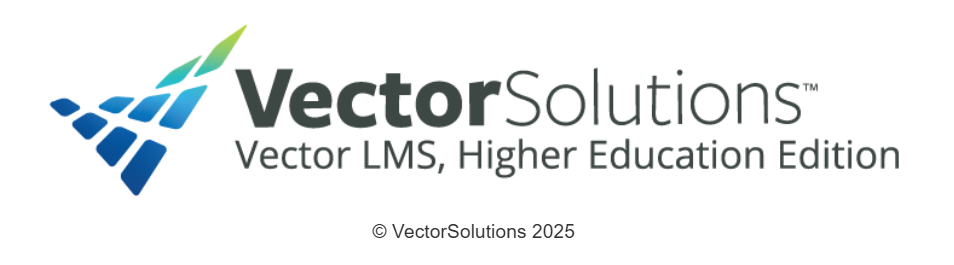 VectorSolutions™
Vector LMS, Higher Education Edition
© VectorSolutions 2025